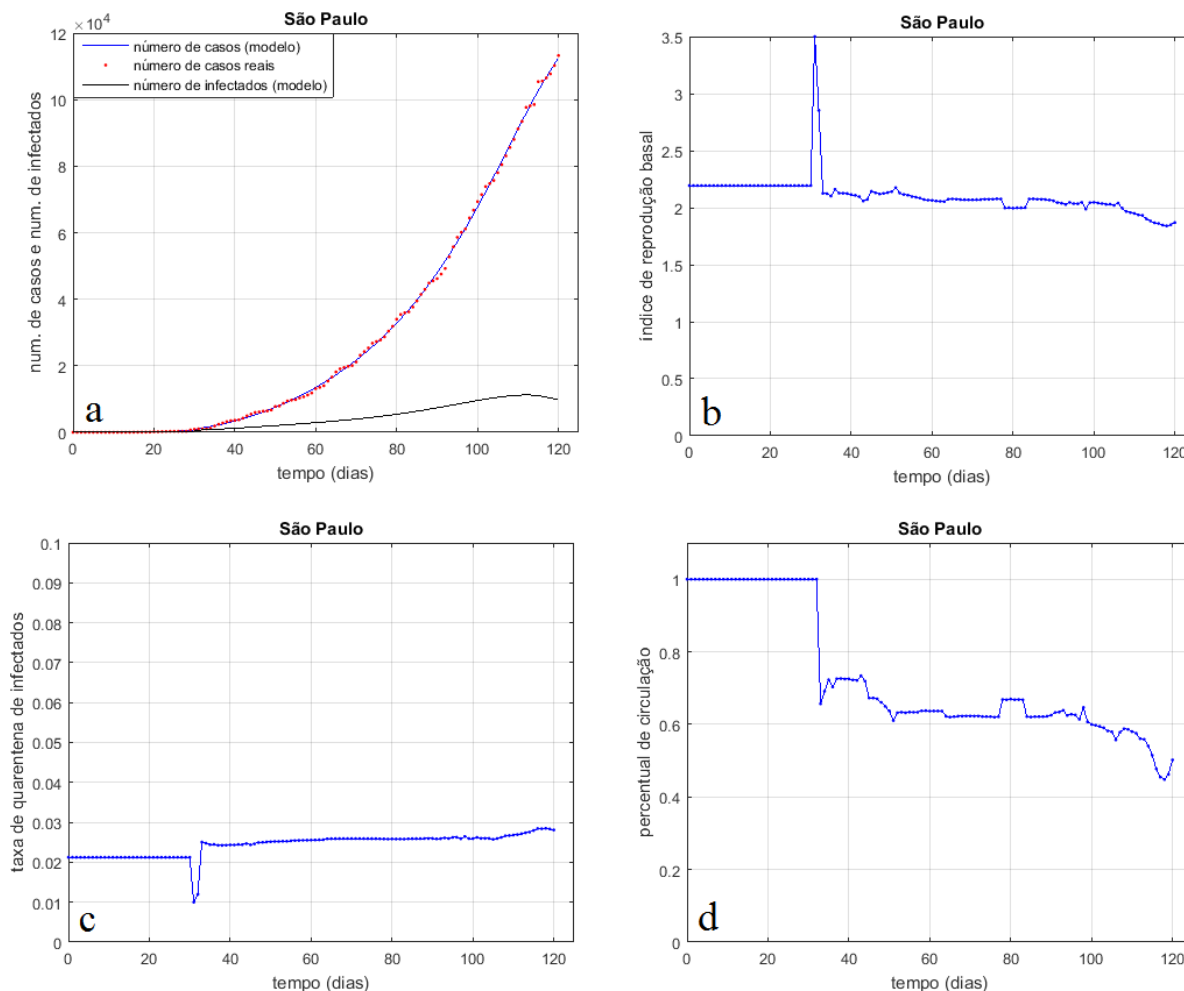 São Paulo
×10⁴
12
10
8
6
4
2
0
número de casos (modelo)
número de casos reais
número de infectados (modelo)
num. de casos e num. de infectados
a
0 20 40 60 80 100 120
tempo (dias)
São Paulo
3.5
3
2.5
2
1.5
1
0.5
0
índice de reprodução basal
b
0 20 40 60 80 100 120
tempo (dias)
São Paulo
0.1
0.09
0.08
0.07
0.06
0.05
0.04
0.03
0.02
0.01
0
taxa de quarentena de infectados
c
0 20 40 60 80 100 120
tempo (dias)
São Paulo
1
0.8
0.6
0.4
0.2
0
percentual de circulação
d
0 20 40 60 80 100 120
tempo (dias)